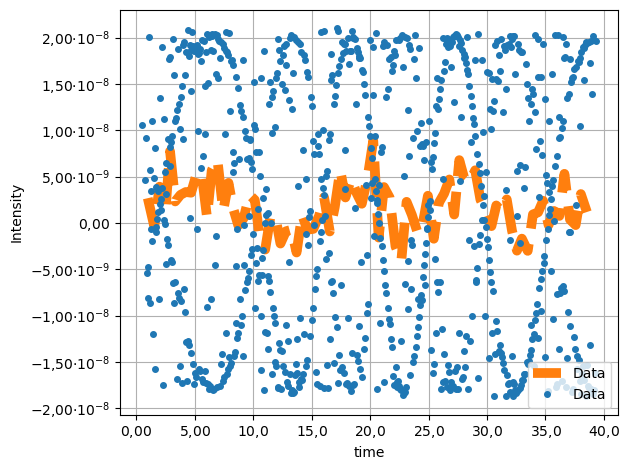 2,00·10⁻⁸
1,50·10⁻⁸
1,00·10⁻⁸
5,00·10⁻⁹
0,00
−5,00·10⁻⁹
−1,00·10⁻⁸
−1,50·10⁻⁸
−2,00·10⁻⁸
Intensity
0,00 5,00 10,0 15,0 20,0 25,0 30,0 35,0 40,0
time
Data
Data